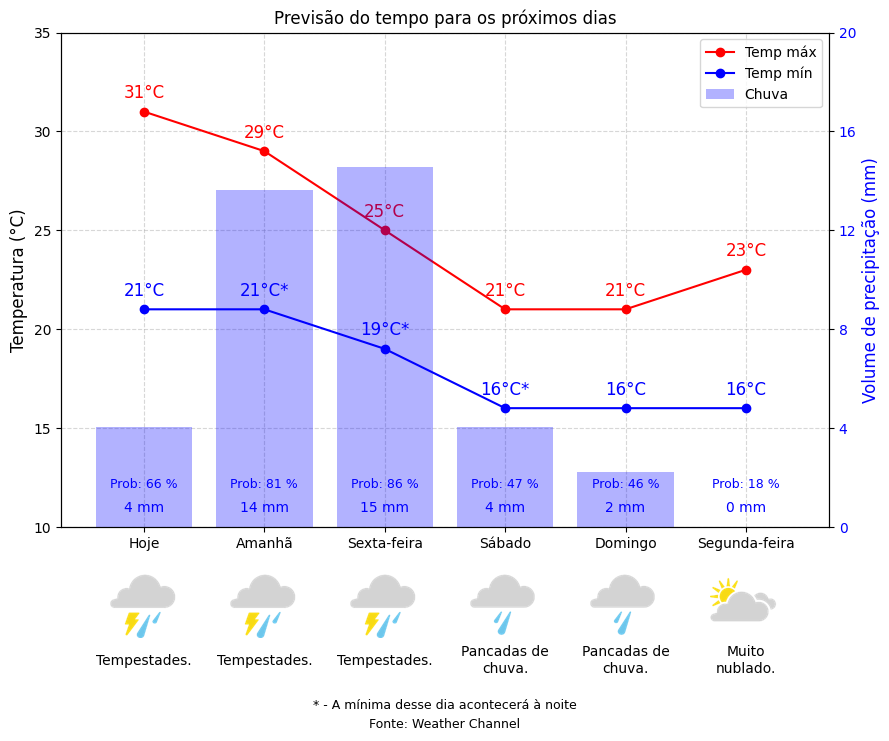 Previsão do tempo para os próximos dias
35
30
25
20
15
10
Temperatura (°C)
20
16
12
8
4
0
Volume de precipitação (mm)
Temp máx
Temp mín
Chuva
31°C
29°C
25°C
21°C
21°C
23°C
21°C
21°C*
19°C*
16°C*
16°C
16°C
Prob: 66 %
4 mm
Prob: 81 %
14 mm
Prob: 86 %
15 mm
Prob: 47 %
4 mm
Prob: 46 %
2 mm
Prob: 18 %
0 mm
Hoje
Amanhã
Sexta-feira
Sábado
Domingo
Segunda-feira
Tempestades.
Tempestades.
Tempestades.
Pancadas de
chuva.
Pancadas de
chuva.
Muito
nublado.
* - A mínima desse dia acontecerá à noite
Fonte: Weather Channel